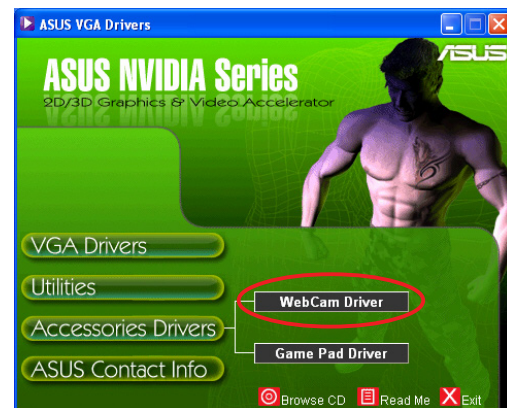 ASUS VGA Drivers
ASUS
ASUS NVIDIA Series
2D/3D Graphics & Video Accelerator
VGA Drivers
Utilities
WebCam Driver
Accessories Drivers
Game Pad Driver
ASUS Contact Info
Browse CD Read Me Exit